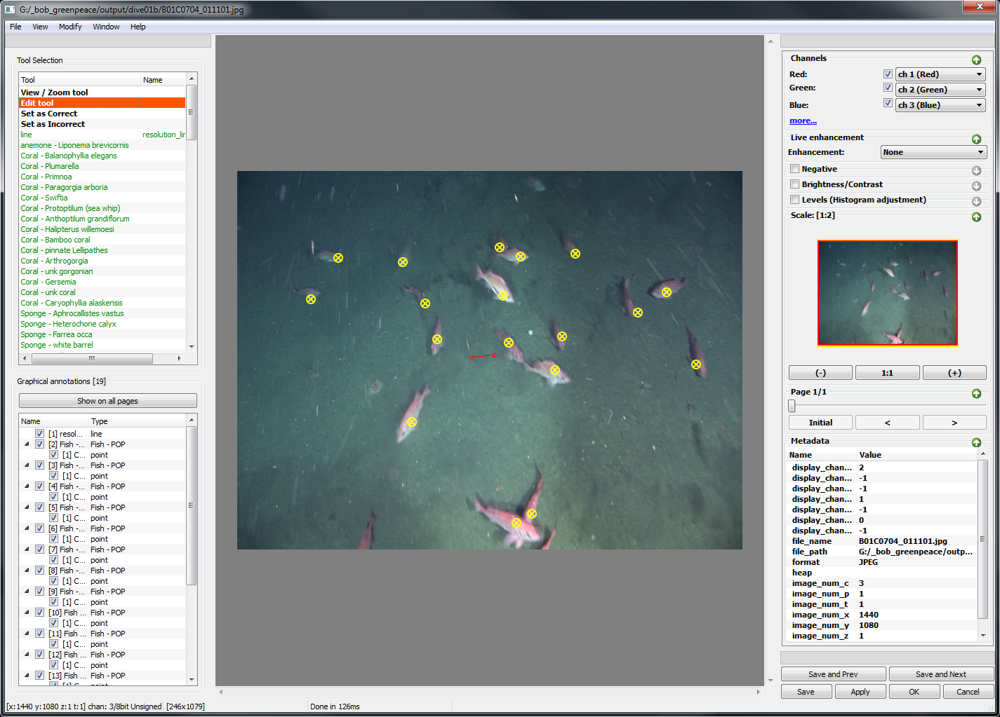 G:/_bob_greenpeace/output/dive01b/B01C0704_011101.jpg
File View Modify Window Help
Tool Selection
Tool Name
View / Zoom tool
Edit tool
Set as Correct
Set as Incorrect
line resolution_lir
anemone - Liponema brevicornis
Coral - Balanophyllia elegans
Coral - Plumarella
Coral - Primnoa
Coral - Paragorgia arboria
Coral - Swiftia
Coral - Protoptilum (sea whip)
Coral - Anthoptilum grandiflorum
Coral - Halipterus willemoesi
Coral - Bamboo coral
Coral - pinnate Lellipathes
Coral - Arthrogorgia
Coral - unk gorgonian
Coral - Gersemia
Coral - unk coral
Coral - Caryophyllia alaskensis
Sponge - Aphrocallistes vastus
Sponge - Heterochone calyx
Sponge - Farrea occa
Sponge - white barrel
Graphical annotations [19]
Show on all pages
Name Type
[1] resol... line
[2] Fish -... Fish - POP
[1] C... point
[3] Fish -... Fish - POP
[1] C... point
[4] Fish -... Fish - POP
[1] C... point
[5] Fish -... Fish - POP
[1] C... point
[6] Fish -... Fish - POP
[1] C... point
[7] Fish -... Fish - POP
[1] C... point
[8] Fish -... Fish - POP
[1] C... point
[9] Fish -... Fish - POP
[1] C... point
[10] Fish ... Fish - POP
[1] C... point
[11] Fish ... Fish - POP
[1] C... point
[12] Fish ... Fish - POP
[1] C... point
[13] Fish ... Fish - POP
[1] C... point
Channels
Red: ch 1 (Red)
Green: ch 2 (Green)
Blue: ch 3 (Blue)
more...
Live enhancement
Enhancement: None
Negative
Brightness/Contrast
Levels (Histogram adjustment)
Scale: [1:2]
(-) 1:1 (+)
Page 1/1
Initial < >
Metadata
Name Value
display_chan... 2
display_chan... -1
display_chan... -1
display_chan... 1
display_chan... -1
display_chan... 0
display_chan... -1
file_name B01C0704_011101.jpg
file_path G:/_bob_greenpeace/outp...
format JPEG
heap
image_num_c 3
image_num_p 1
image_num_t 1
image_num_x 1440
image_num_y 1080
image_num_z 1
Save and Prev Save and Next
Save Apply OK Cancel
[x:1440 y:1080 z:1 t:1] chan: 3/8bit Unsigned [246x1079] Done in 126ms